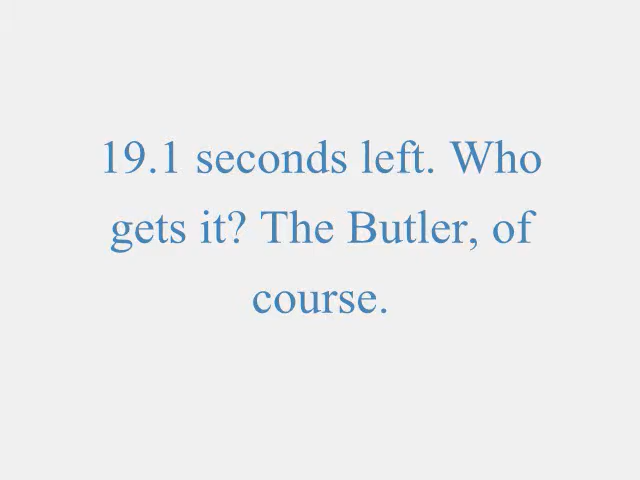 19.1 seconds left. Who
gets it? The Butler, of
course.